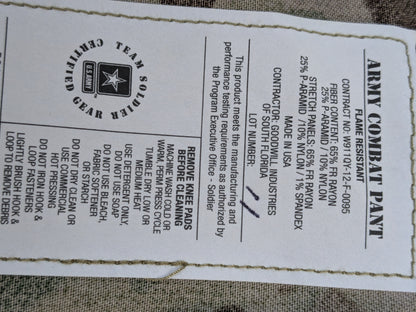 ARMY COMBAT PANT
FLAME RESISTANT
CONTRACT NO: W911QY-12-F-0095
FIBER CONTENT: 65% FR RAYON
25% P-ARAMID / 10% NYLON
STRETCH PANELS: 65% FR RAYON
25% P-ARAMID / 10% NYLON / 1% SPANDEX
MADE IN USA
CONTRACTOR: GOODWILL INDUSTRIES
OF SOUTH FLORIDA
LOT NUMBER: 11
This product meets the manufacturing and
performance testing requirements as authorized by
the Program Executive Office - Soldier
TEAM SOLDIER
CERTIFIED GEAR
U.S. ARMY
REMOVE KNEE PADS
BEFORE CLEANING
MACHINE WASH COLD OR
WARM, PERM PRESS CYCLE
TUMBLE DRY LOW OR
MEDIUM HEAT
USE DETERGENT ONLY,
DO NOT USE SOAP
DO NOT USE BLEACH,
FABRIC SOFTENER
OR STARCH
DO NOT DRY CLEAN OR
USE COMMERCIAL
HOT PRESSING
DO NOT IRON HOOK &
LOOP FASTENERS
LIGHTLY BRUSH HOOK &
LOOP TO REMOVE DEBRIS